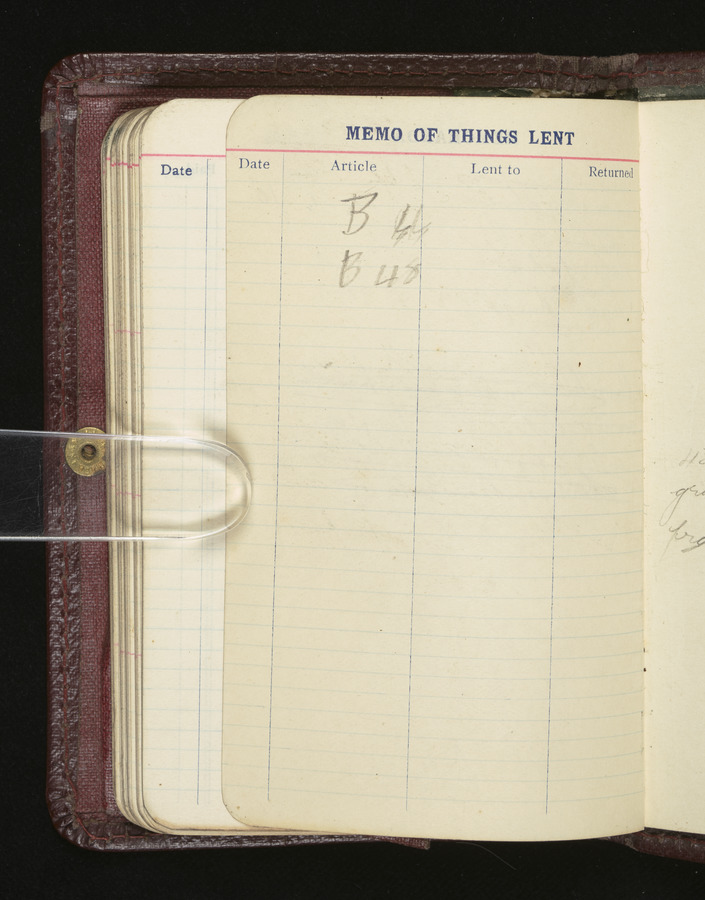 MEMO OF THINGS LENT
Date
Date Article Lent to Returned
B 44
B 48